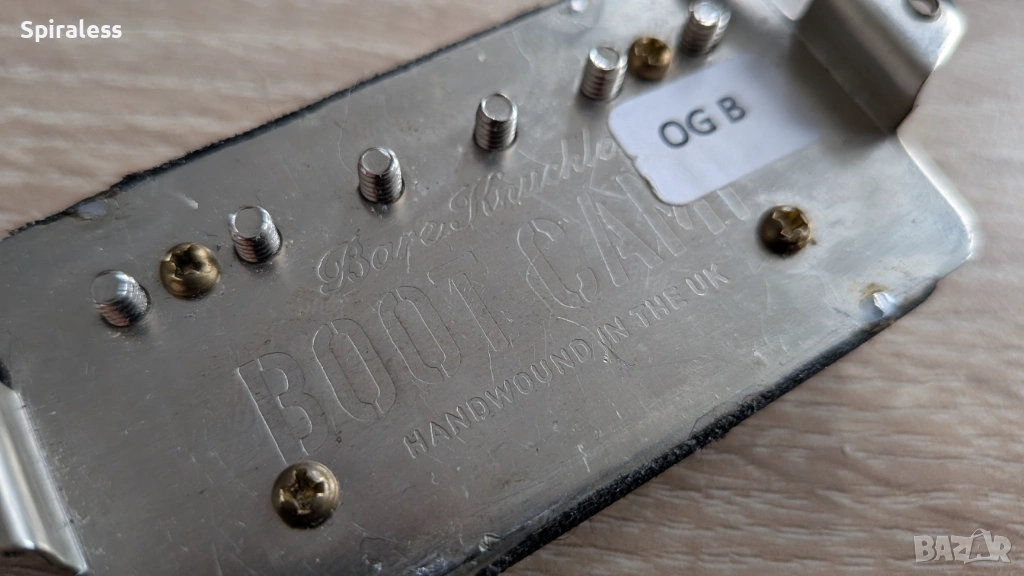 Spiraless
OG B
Bare Knuckle
BOOT CAMP
HANDWOUND IN THE UK
BAZAR